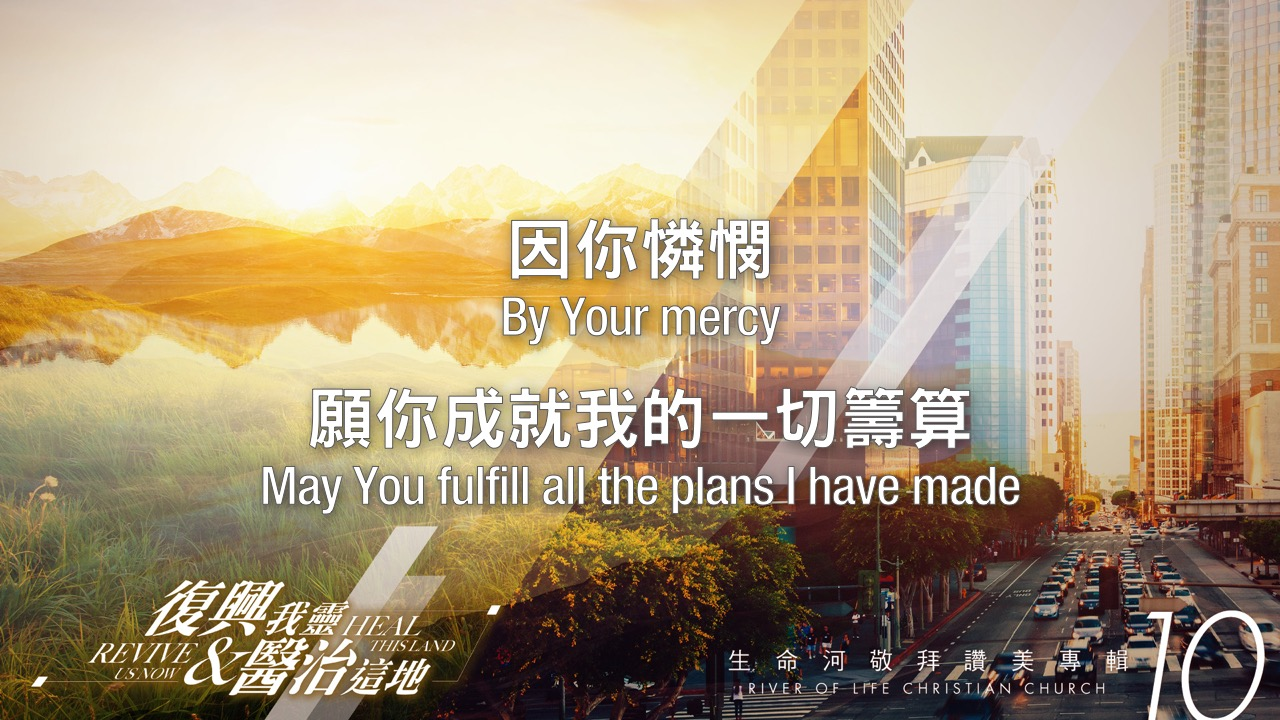 因你憐憫
By Your mercy
願你成就我的一切籌算
May You fulfill all the plans I have made
復興我靈 HEAL THIS LAND
REVIVE US NOW & 醫治這地
生命河敬拜讚美專輯
RIVER OF LIFE CHRISTIAN CHURCH
10